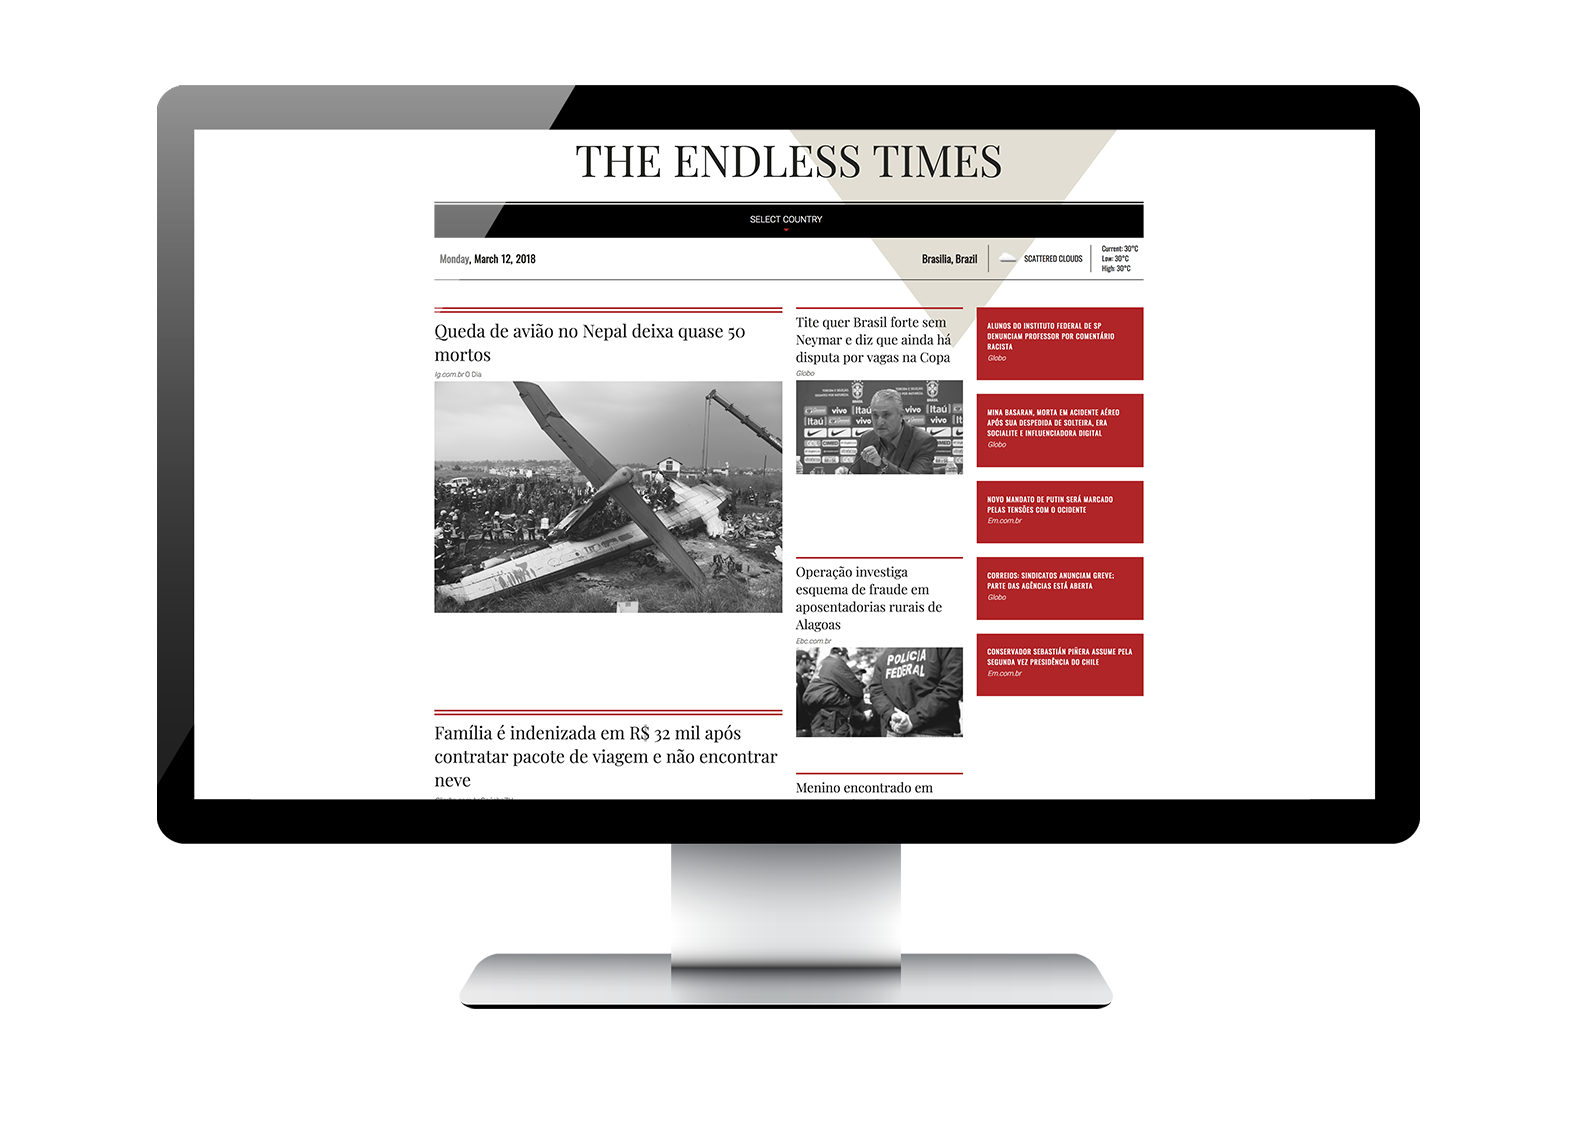 THE ENDLESS TIMES
SELECT COUNTRY
Monday, March 12, 2018
Brasilia, Brazil
SCATTERED CLOUDS
Current: 30°C
Low: 30°C
High: 30°C
Queda de avião no Nepal deixa quase 50
mortos
Ig.com.br O Dia
Família é indenizada em R$ 32 mil após
contratar pacote de viagem e não encontrar
neve
Tite quer Brasil forte sem
Neymar e diz que ainda há
disputa por vagas na Copa
Globo
vivo Itaú vivo Itaú
Itaú vivo
Operação investiga
esquema de fraude em
aposentadorias rurais de
Alagoas
Ebc.com.br
POLÍCIA
FEDERAL
Menino encontrado em
ALUNOS DO INSTITUTO FEDERAL DE SP
DENUNCIAM PROFESSOR POR COMENTÁRIO
RACISTA
Globo
MINA BASARAN, MORTA EM ACIDENTE AÉREO
APÓS SUA DESPEDIDA DE SOLTEIRA, ERA
SOCIALITE E INFLUENCIADORA DIGITAL
Globo
NOVO MANDATO DE PUTIN SERÁ MARCADO
PELAS TENSÕES COM O OCIDENTE
Em.com.br
CORREIOS: SINDICATOS ANUNCIAM GREVE;
PARTE DAS AGÊNCIAS ESTÁ ABERTA
Globo
CONSERVADOR SEBASTIÁN PIÑERA ASSUME PELA
SEGUNDA VEZ PRESIDÊNCIA DO CHILE
Em.com.br